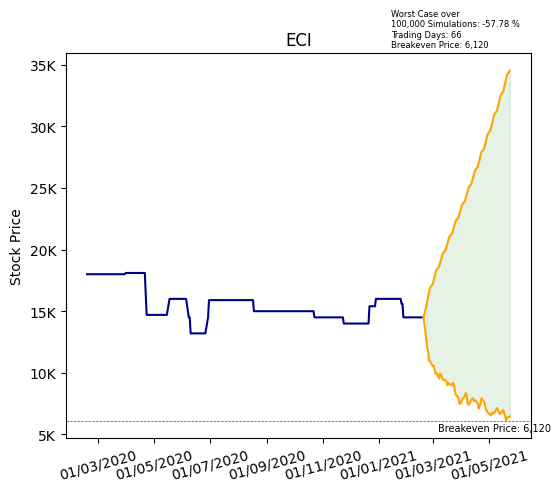 Worst Case over
100,000 Simulations: -57.78 %
Trading Days: 66
Breakeven Price: 6,120
ECI
35K
30K
25K
20K
15K
10K
5K
Stock Price
Breakeven Price: 6,120
01/03/2020
01/05/2020
01/07/2020
01/09/2020
01/11/2020
01/01/2021
01/03/2021
01/05/2021